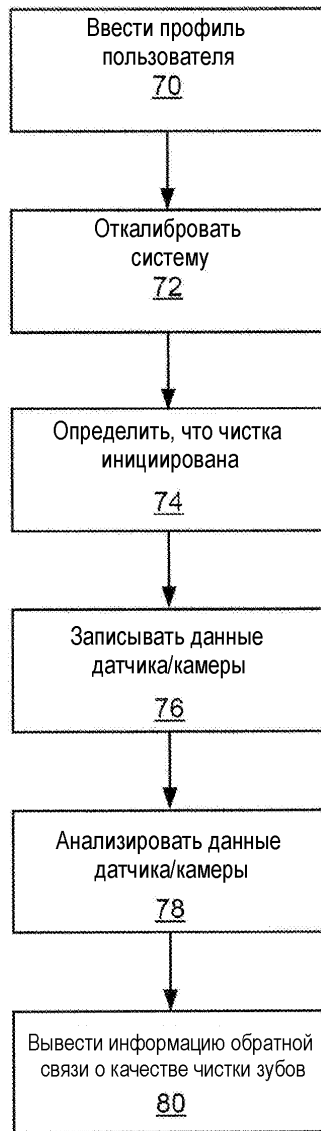 Ввести профиль
пользователя
70
Откалибровать
систему
72
Определить, что чистка
инициирована
74
Записывать данные
датчика/камеры
76
Анализировать данные
датчика/камеры
78
Вывести информацию обратной
связи о качестве чистки зубов
80